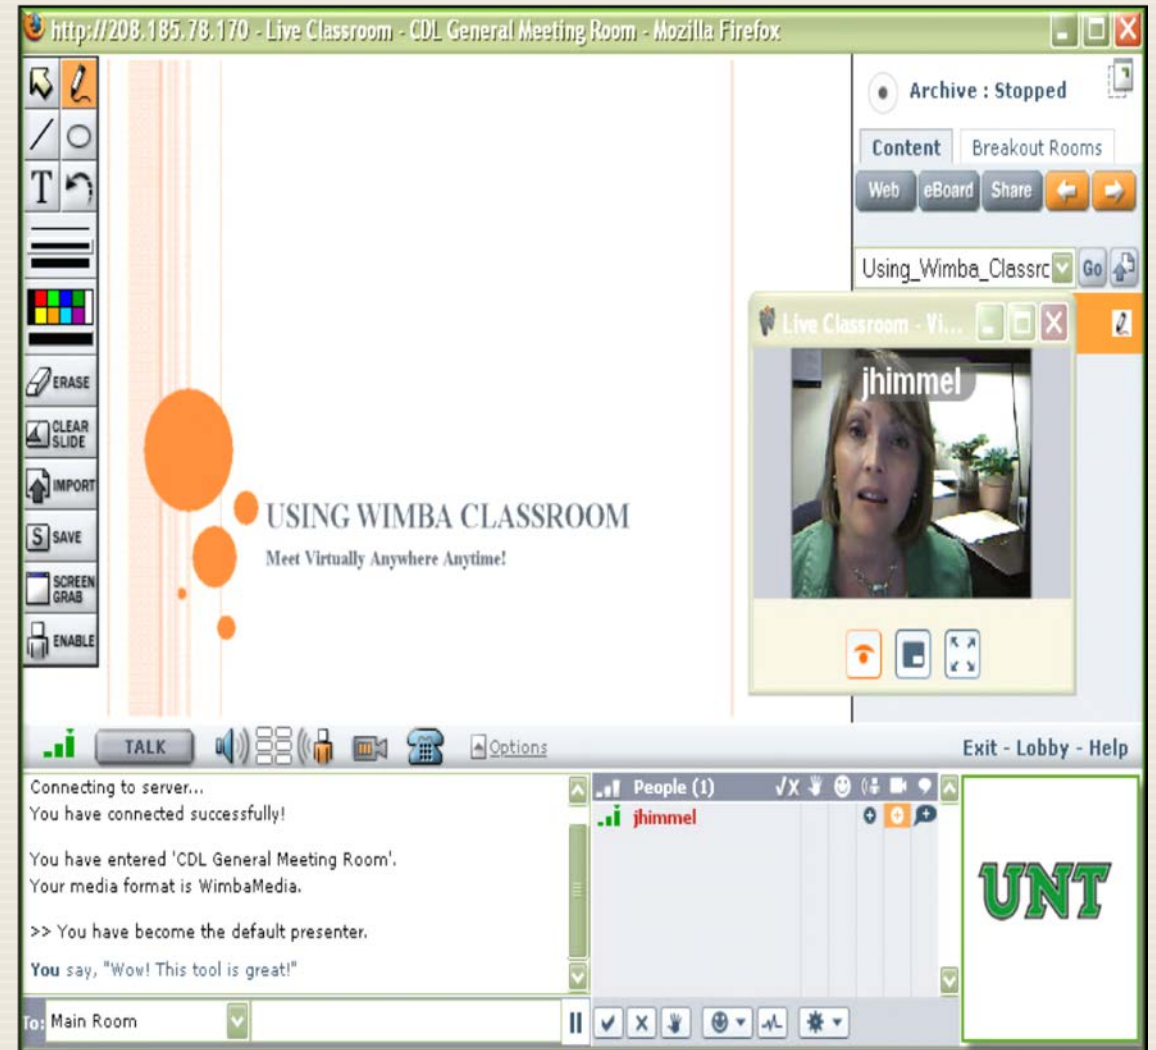 http://208.185.78.170 - Live Classroom - CDL General Meeting Room - Mozilla Firefox
T
ERASE
CLEAR SLIDE
IMPORT
S SAVE
SCREEN GRAB
ENABLE
USING WIMBA CLASSROOM
Meet Virtually Anywhere Anytime!
Archive : Stopped
Content Breakout Rooms
Web eBoard Share
Using_Wimba_Classrc Go
Live Classroom - Vi...
jhimmel
TALK Options Exit - Lobby - Help
Connecting to server...
You have connected successfully!
You have entered 'CDL General Meeting Room'.
Your media format is WimbaMedia.
>> You have become the default presenter.
You say, "Wow! This tool is great!"
To: Main Room
People (1)
jhimmel
UNT